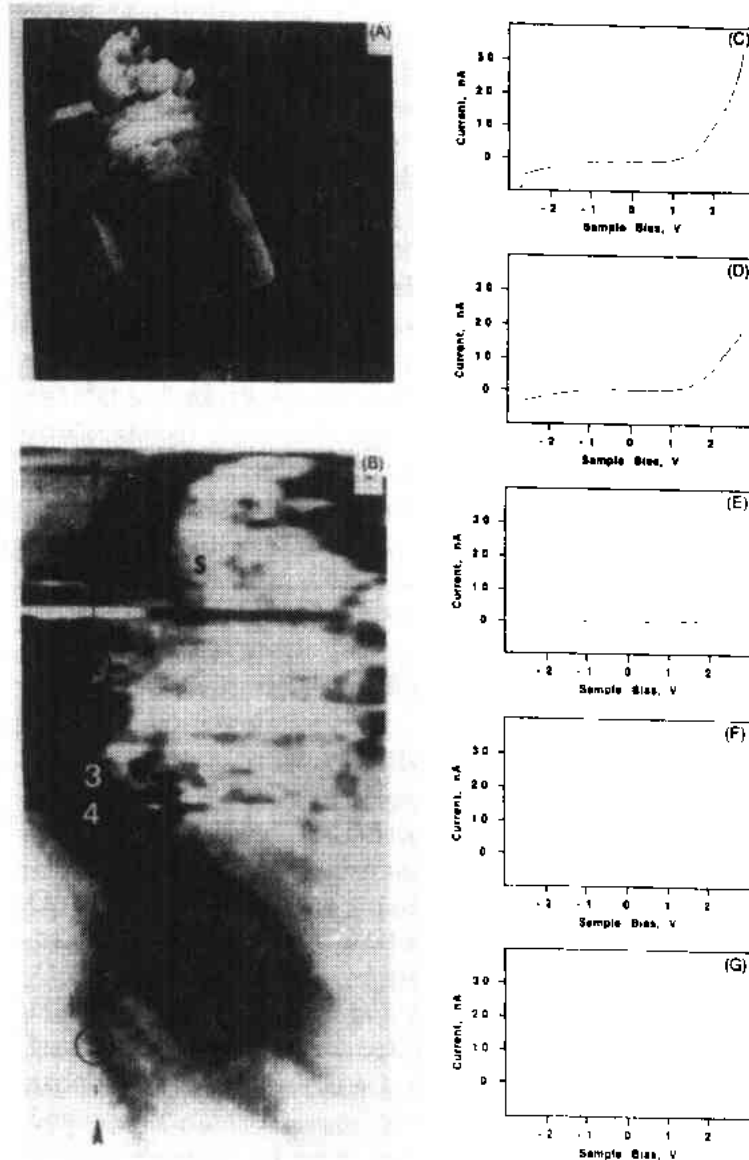 (A)
(B)
S
3
4
A
(C)
Current, nA
30
20
10
0
-2 -1 0 1 2
Sample Bias, V
(D)
Current, nA
30
20
10
0
-2 -1 0 1 2
Sample Bias, V
(E)
Current, nA
30
20
10
0
-2 -1 0 1 2
Sample Bias, V
(F)
Current, nA
30
20
10
0
-2 -1 0 1 2
Sample Bias, V
(G)
Current, nA
30
20
10
0
-2 -1 0 1 2
Sample Bias, V